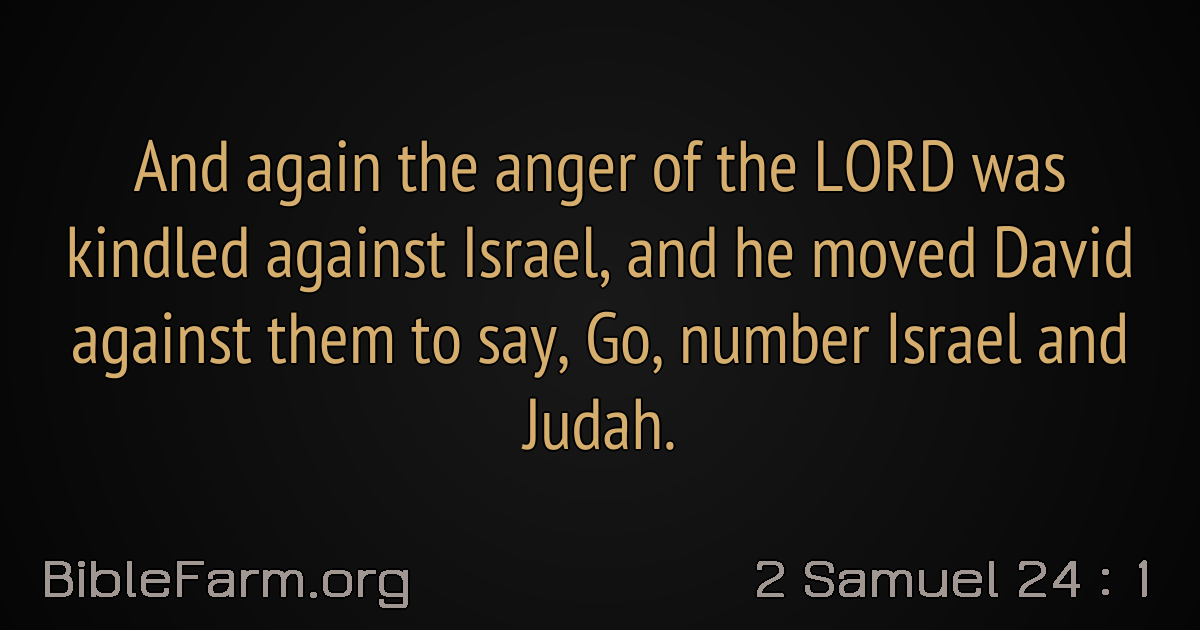 And again the anger of the LORD was
kindled against Israel, and he moved David
against them to say, Go, number Israel and
Judah.
BibleFarm.org
2 Samuel 24 : 1